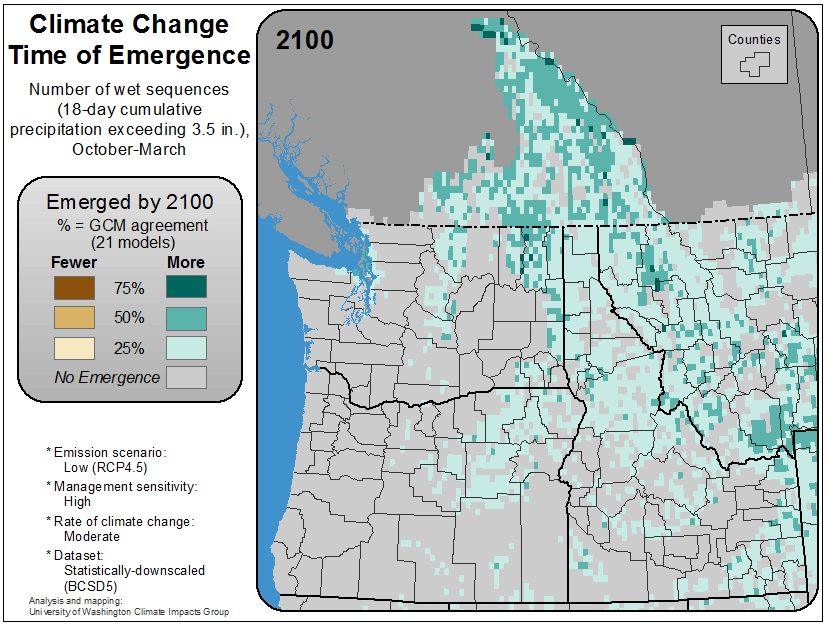 Climate Change
Time of Emergence
Number of wet sequences
(18-day cumulative
precipitation exceeding 3.5 in.),
October-March
Emerged by 2100
% = GCM agreement
(21 models)
Fewer More
75%
50%
25%
No Emergence
* Emission scenario:
Low (RCP4.5)
* Management sensitivity:
High
* Rate of climate change:
Moderate
* Dataset:
Statistically-downscaled
(BCSD5)
Analysis and mapping:
University of Washington Climate Impacts Group
2100
Counties